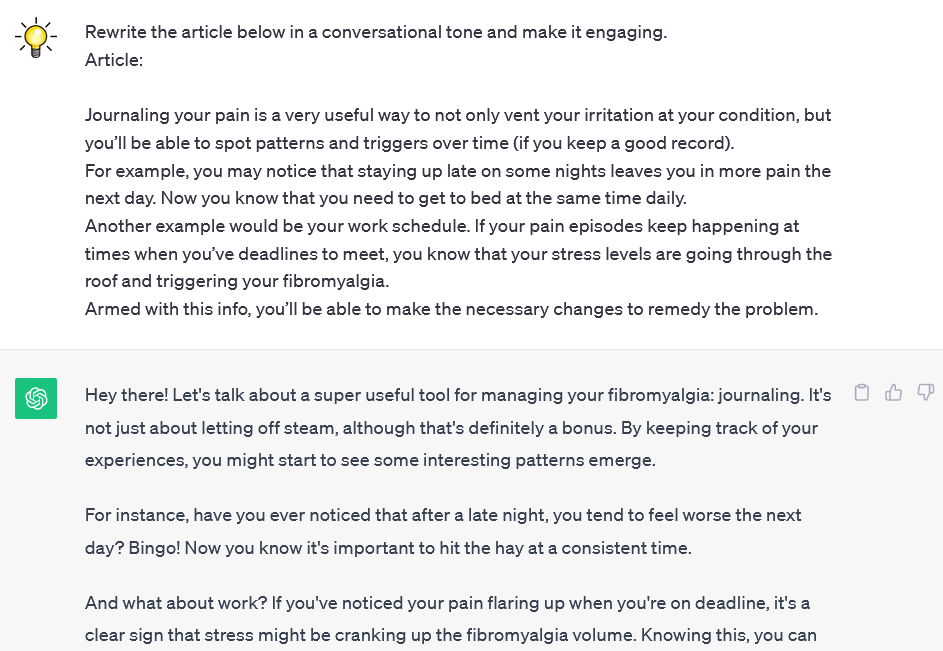 Rewrite the article below in a conversational tone and make it engaging.
Article:
Journaling your pain is a very useful way to not only vent your irritation at your condition, but
you'll be able to spot patterns and triggers over time (if you keep a good record).
For example, you may notice that staying up late on some nights leaves you in more pain the
next day. Now you know that you need to get to bed at the same time daily.
Another example would be your work schedule. If your pain episodes keep happening at
times when you've deadlines to meet, you know that your stress levels are going through the
roof and triggering your fibromyalgia.
Armed with this info, you'll be able to make the necessary changes to remedy the problem.
Hey there! Let's talk about a super useful tool for managing your fibromyalgia: journaling. It's
not just about letting off steam, although that's definitely a bonus. By keeping track of your
experiences, you might start to see some interesting patterns emerge.
For instance, have you ever noticed that after a late night, you tend to feel worse the next
day? Bingo! Now you know it's important to hit the hay at a consistent time.
And what about work? If you've noticed your pain flaring up when you're on deadline, it's a
clear sign that stress might be cranking up the fibromyalgia volume. Knowing this, you can